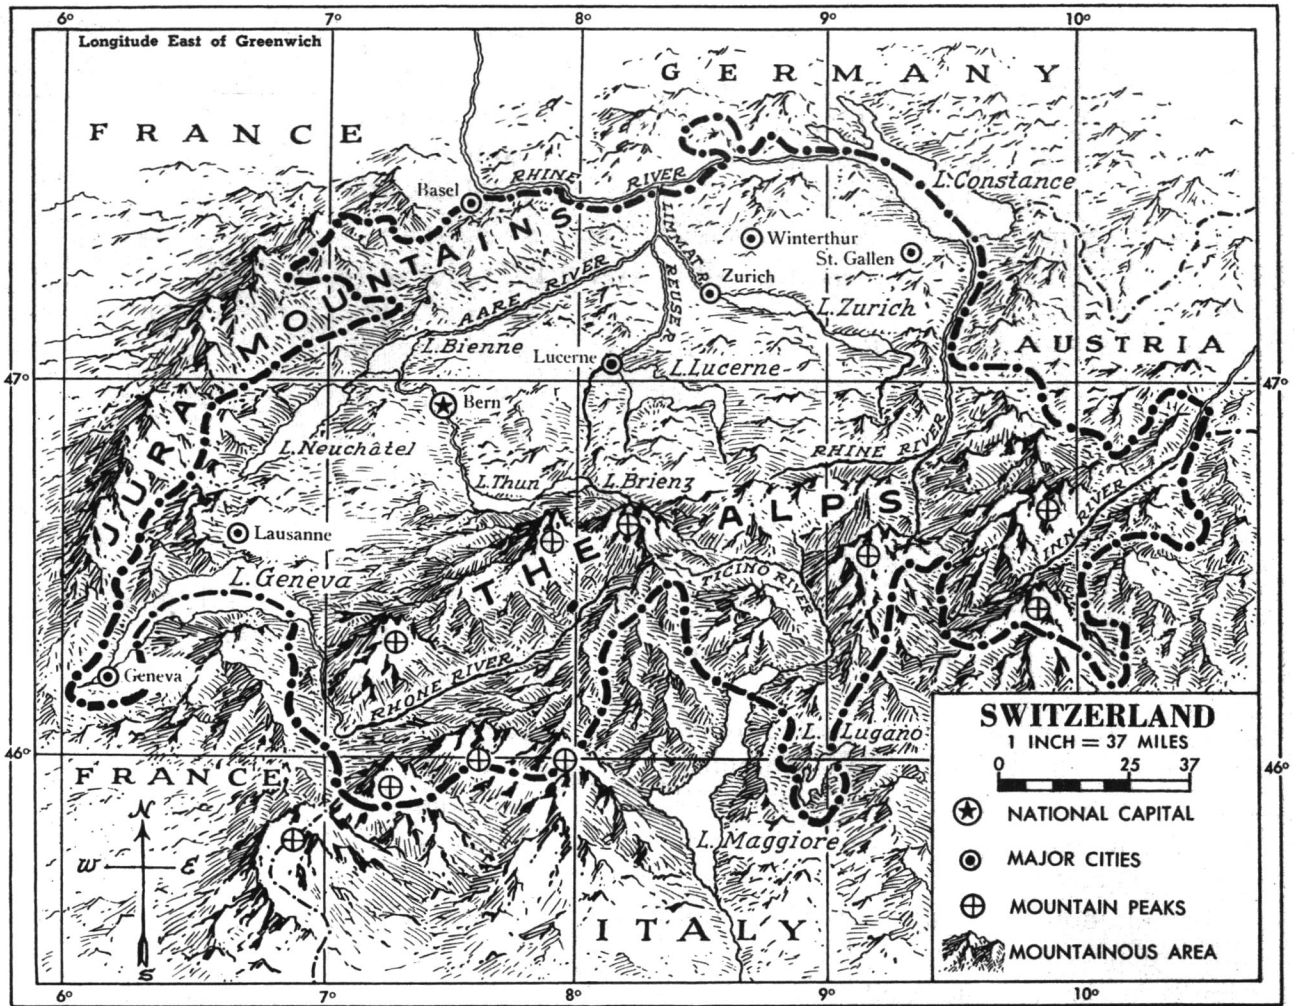 6° 7° 8° 9° 10°
Longitude East of Greenwich
GERMANY
FRANCE
RHINE RIVER
Basel
L. Constance
LIMMAT R.
Winterthur
St. Gallen
JURA MOUNTAINS
AARE RIVER
REUSER
Zurich
L. Zurich
L. Bienne
Lucerne
L. Lucerne
AUSTRIA
47° 47°
Bern
L. Neuchâtel
RHINE RIVER
L. Thun
L. Brienz
THE ALPS
INN RIVER
Lausanne
L. Geneva
TICINO RIVER
Geneva
RHONE RIVER
L. Lugano
46° 46°
FRANCE
L. Maggiore
ITALY
N
W E
S
SWITZERLAND
1 INCH = 37 MILES
0 25 37
NATIONAL CAPITAL
MAJOR CITIES
MOUNTAIN PEAKS
MOUNTAINOUS AREA
6° 7° 8° 9° 10°